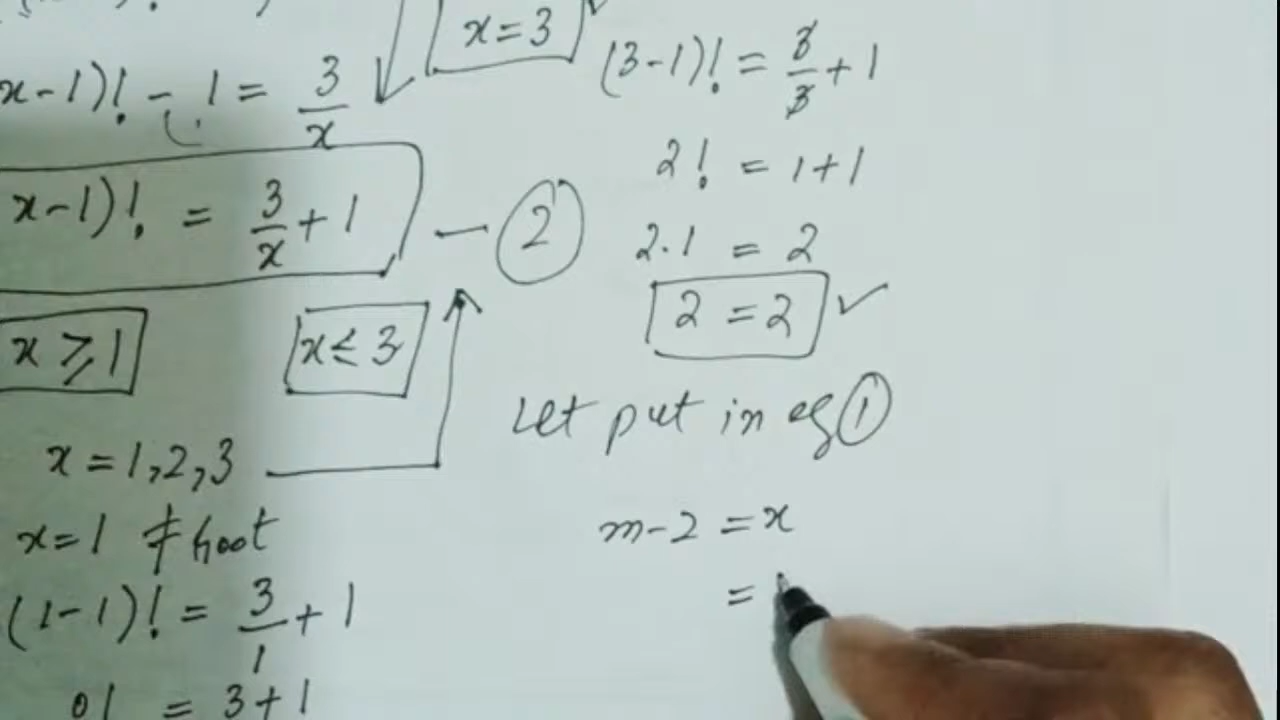 x-1)! - 1 = 3/x
x-1)! = 3/x + 1 — 2
x ≥ 1
x ≤ 3
x = 1, 2, 3
x = 1 ≠ root
(1-1)! = 3/1 + 1
0! = 3 + 1
x = 3 ✓
(3-1)! = 3/3 + 1
2! = 1 + 1
2.1 = 2
2 = 2 ✓
Let put in eq 1
m-2 = x
=